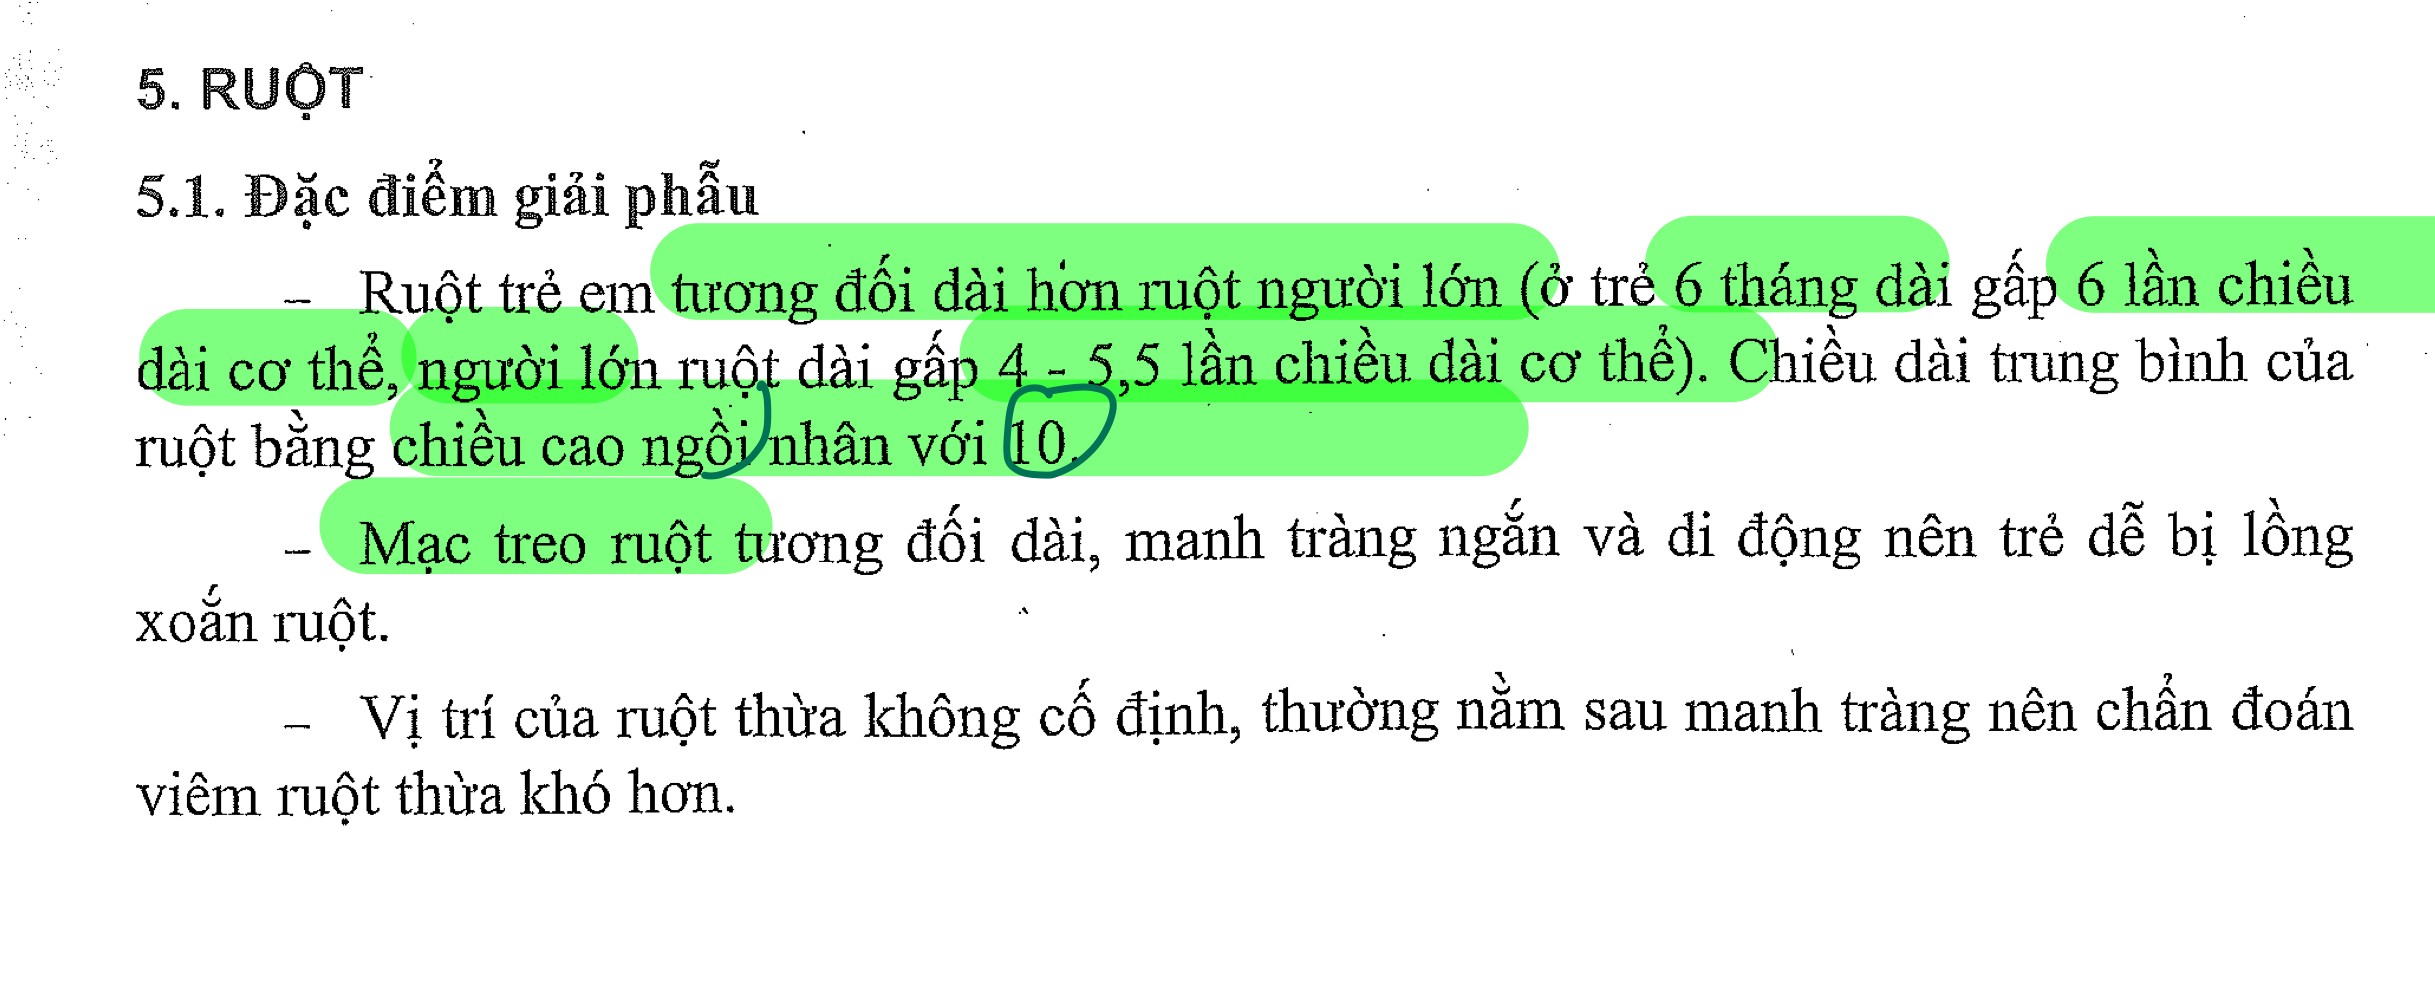 5. RUỘT
5.1. Đặc điểm giải phẫu
– Ruột trẻ em tương đối dài hơn ruột người lớn (ở trẻ 6 tháng dài gấp 6 lần chiều
dài cơ thể, người lớn ruột dài gấp 4 - 5,5 lần chiều dài cơ thể). Chiều dài trung bình của
ruột bằng chiều cao ngồi nhân với 10.
– Mạc treo ruột tương đối dài, manh tràng ngắn và di động nên trẻ dễ bị lồng
xoắn ruột.
– Vị trí của ruột thừa không cố định, thường nằm sau manh tràng nên chẩn đoán
viêm ruột thừa khó hơn.